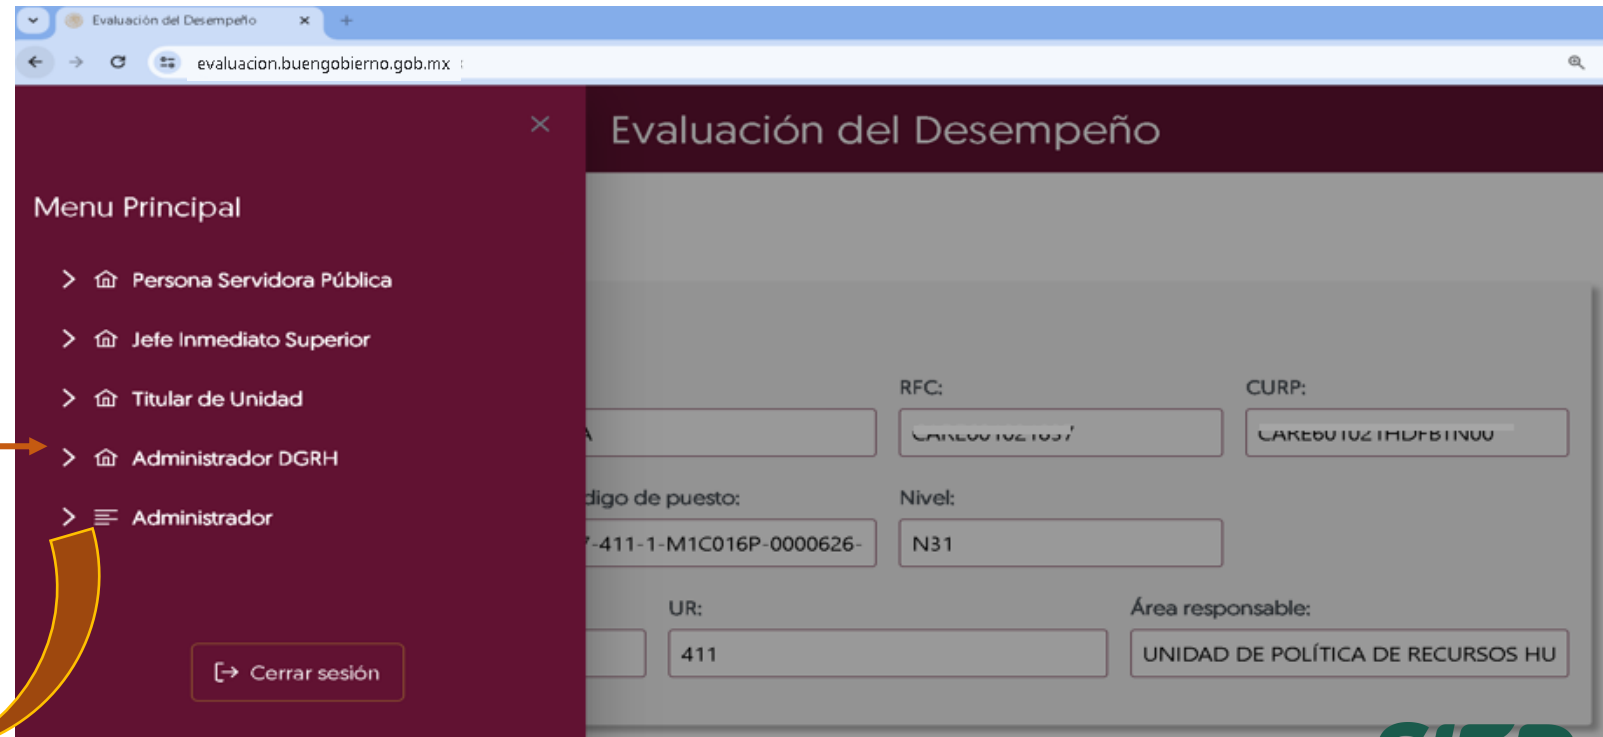 Evaluación del Desempeño
evaluacion.buengobierno.gob.mx
Evaluación del Desempeño
Menu Principal
Persona Servidora Pública
Jefe Inmediato Superior
Titular de Unidad
Administrador DGRH
Administrador
Cerrar sesión
RFC: CURP:
digo de puesto: Nivel:
-411-1-M1C016P-0000626- N31
UR: Área responsable:
411 UNIDAD DE POLÍTICA DE RECURSOS HU